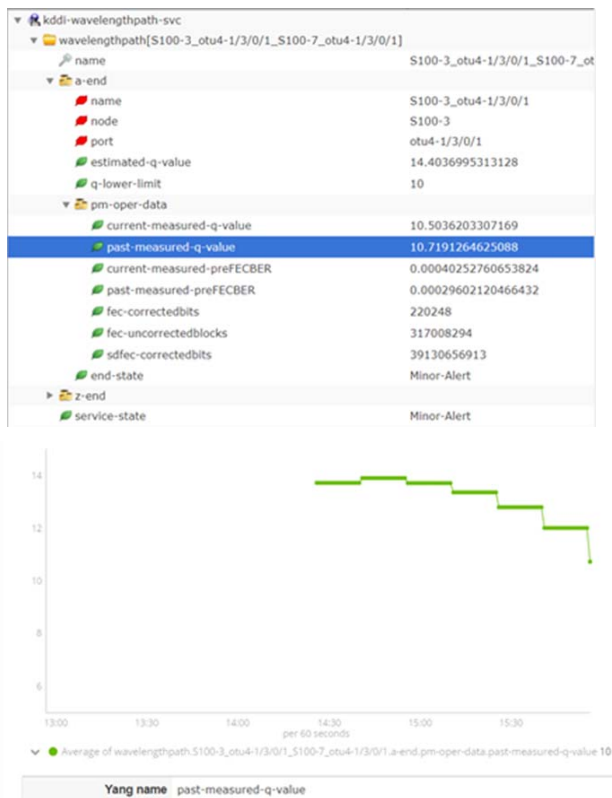 kddi-wavelengthpath-svc
wavelengthpath[S100-3_otu4-1/3/0/1_S100-7_otu4-1/3/0/1]
name S100-3_otu4-1/3/0/1_S100-7_ot
a-end
name S100-3_otu4-1/3/0/1
node S100-3
port otu4-1/3/0/1
estimated-q-value 14.4036995313128
q-lower-limit 10
pm-oper-data
current-measured-q-value 10.5036203307169
past-measured-q-value 10.7191264625088
current-measured-preFECBER 0.00040252760653824
past-measured-preFECBER 0.00029602120466432
fec-correctedbits 220248
fec-uncorrectedblocks 317008294
sdfec-correctedbits 39130656913
end-state Minor-Alert
z-end
service-state Minor-Alert
14
12
10
8
6
13:00 13:30 14:00 14:30 15:00 15:30
per 60 seconds
Average of wavelengthpath.S100-3_otu4-1/3/0/1_S100-7_otu4-1/3/0/1.a-end.pm-oper-data.past-measured-q-value 10
Yang name past-measured-q-value